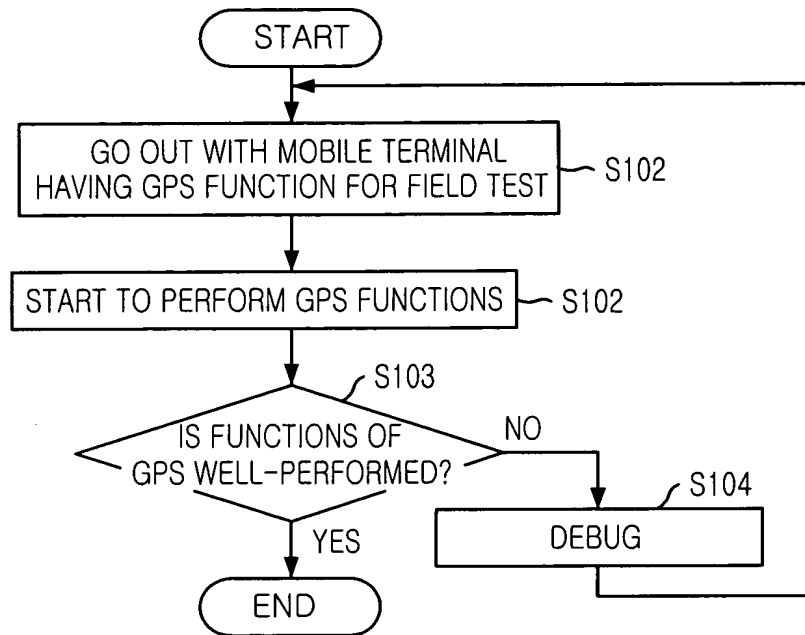 START
GO OUT WITH MOBILE TERMINAL
HAVING GPS FUNCTION FOR FIELD TEST
S102
START TO PERFORM GPS FUNCTIONS
S102
S103
IS FUNCTIONS OF
GPS WELL-PERFORMED?
NO
S104
DEBUG
YES
END